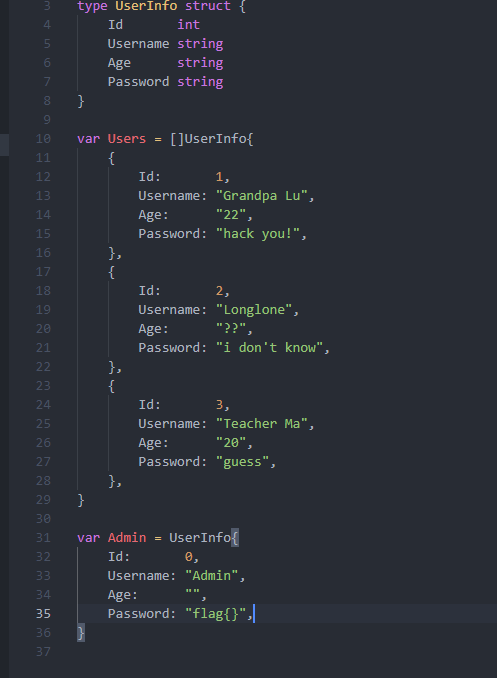 3 type UserInfo struct {
4 Id int
5 Username string
6 Age string
7 Password string
8 }
9
10 var Users = []UserInfo{
11 {
12 Id: 1,
13 Username: "Grandpa Lu",
14 Age: "22",
15 Password: "hack you!",
16 },
17 {
18 Id: 2,
19 Username: "Longlone",
20 Age: "??",
21 Password: "i don't know",
22 },
23 {
24 Id: 3,
25 Username: "Teacher Ma",
26 Age: "20",
27 Password: "guess",
28 },
29 }
30
31 var Admin = UserInfo{
32 Id: 0,
33 Username: "Admin",
34 Age: "",
35 Password: "flag{}",
36 }
37